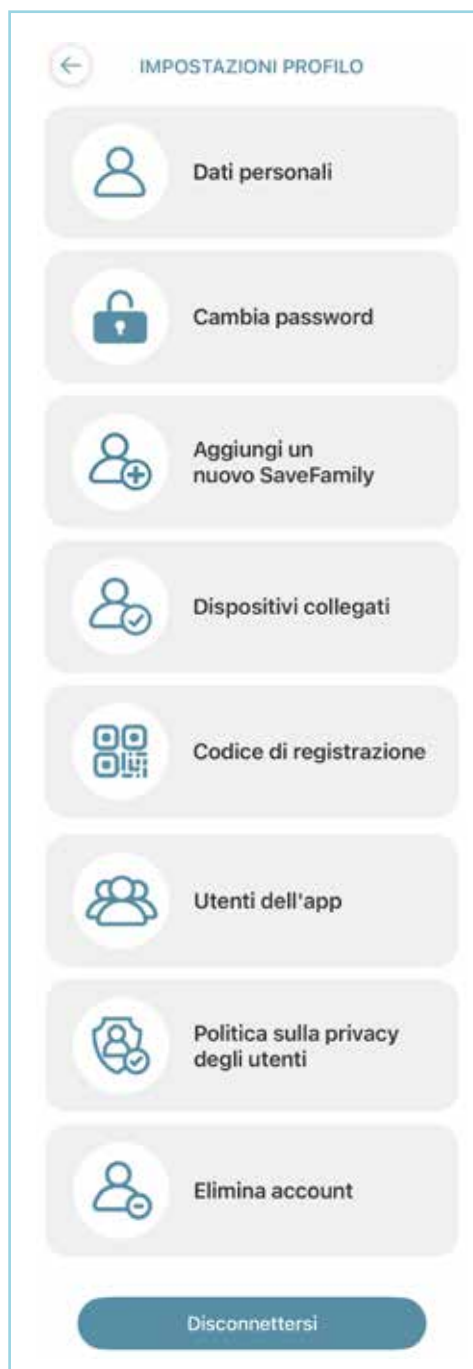 IMPOSTAZIONI PROFILO
Dati personali
Cambia password
Aggiungi un
nuovo SaveFamily
Dispositivi collegati
Codice di registrazione
Utenti dell'app
Politica sulla privacy
degli utenti
Elimina account
Disconnettersi